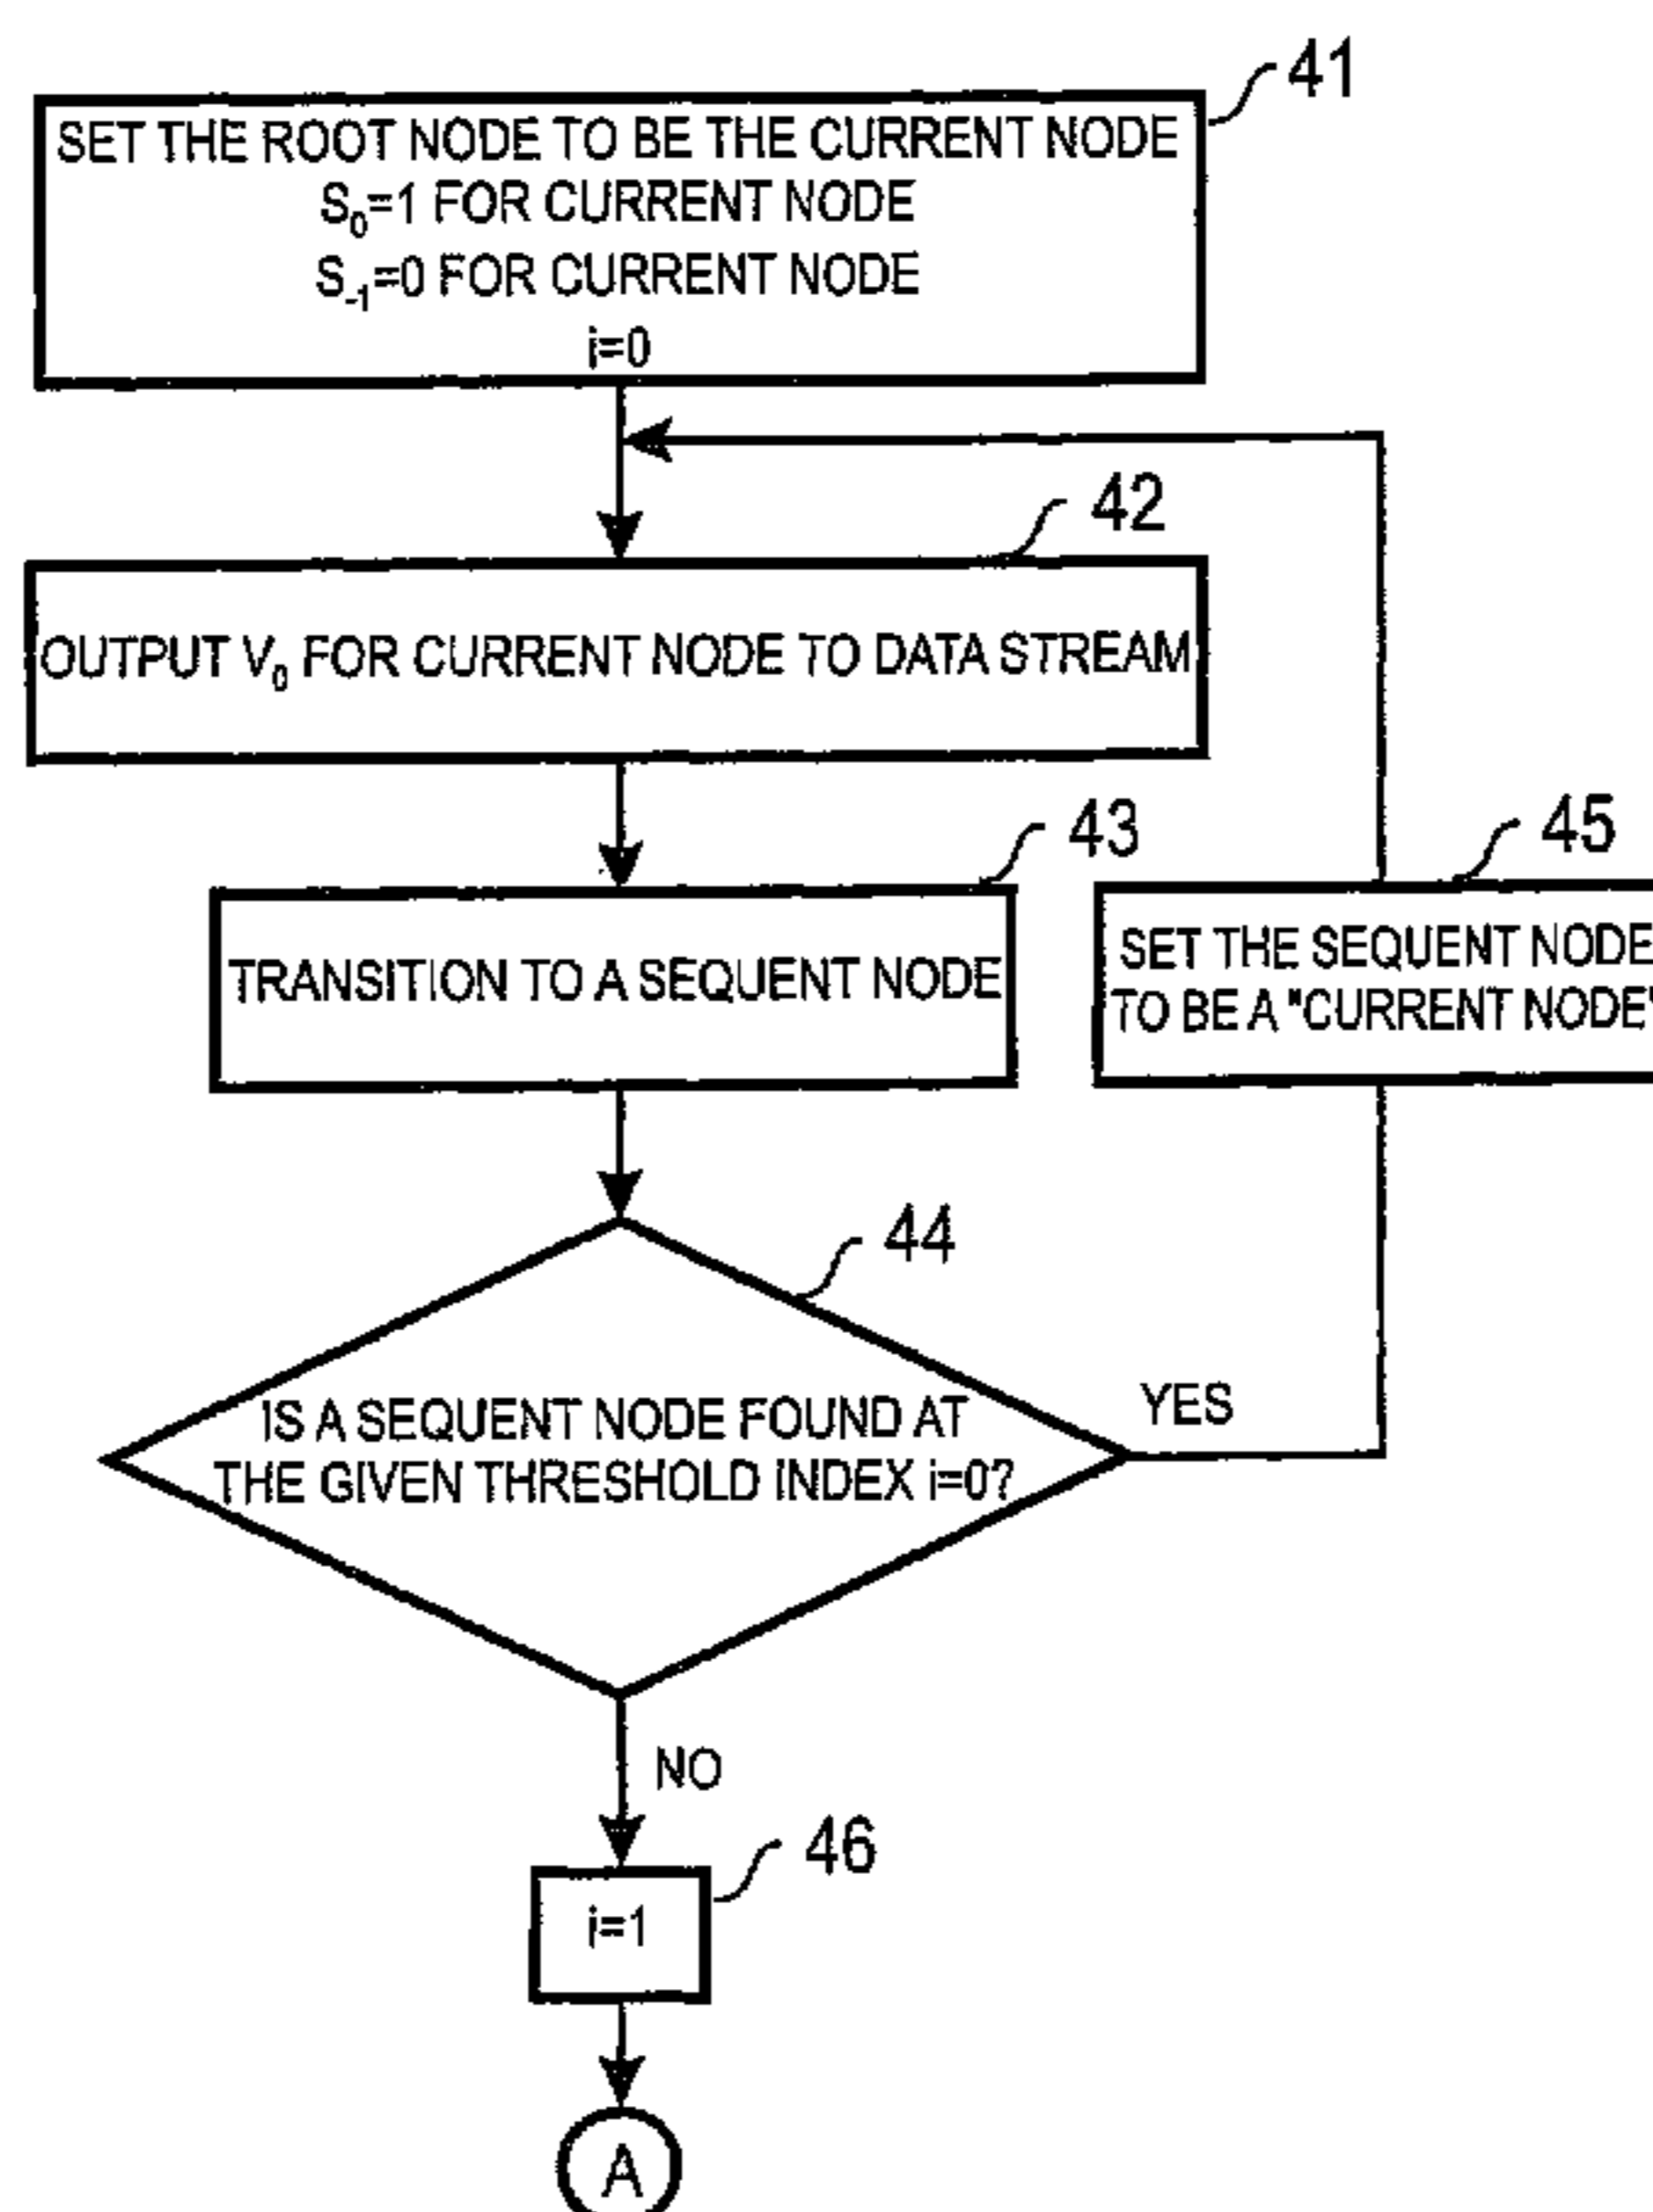 41
SET THE ROOT NODE TO BE THE CURRENT NODE
S₀=1 FOR CURRENT NODE
S₋₁=0 FOR CURRENT NODE
i=0
42
OUTPUT V₀ FOR CURRENT NODE TO DATA STREAM
43
TRANSITION TO A SEQUENT NODE
45
SET THE SEQUENT NODE
TO BE A "CURRENT NODE"
44
IS A SEQUENT NODE FOUND AT
THE GIVEN THRESHOLD INDEX i=0?
YES
NO
46
i=1
A